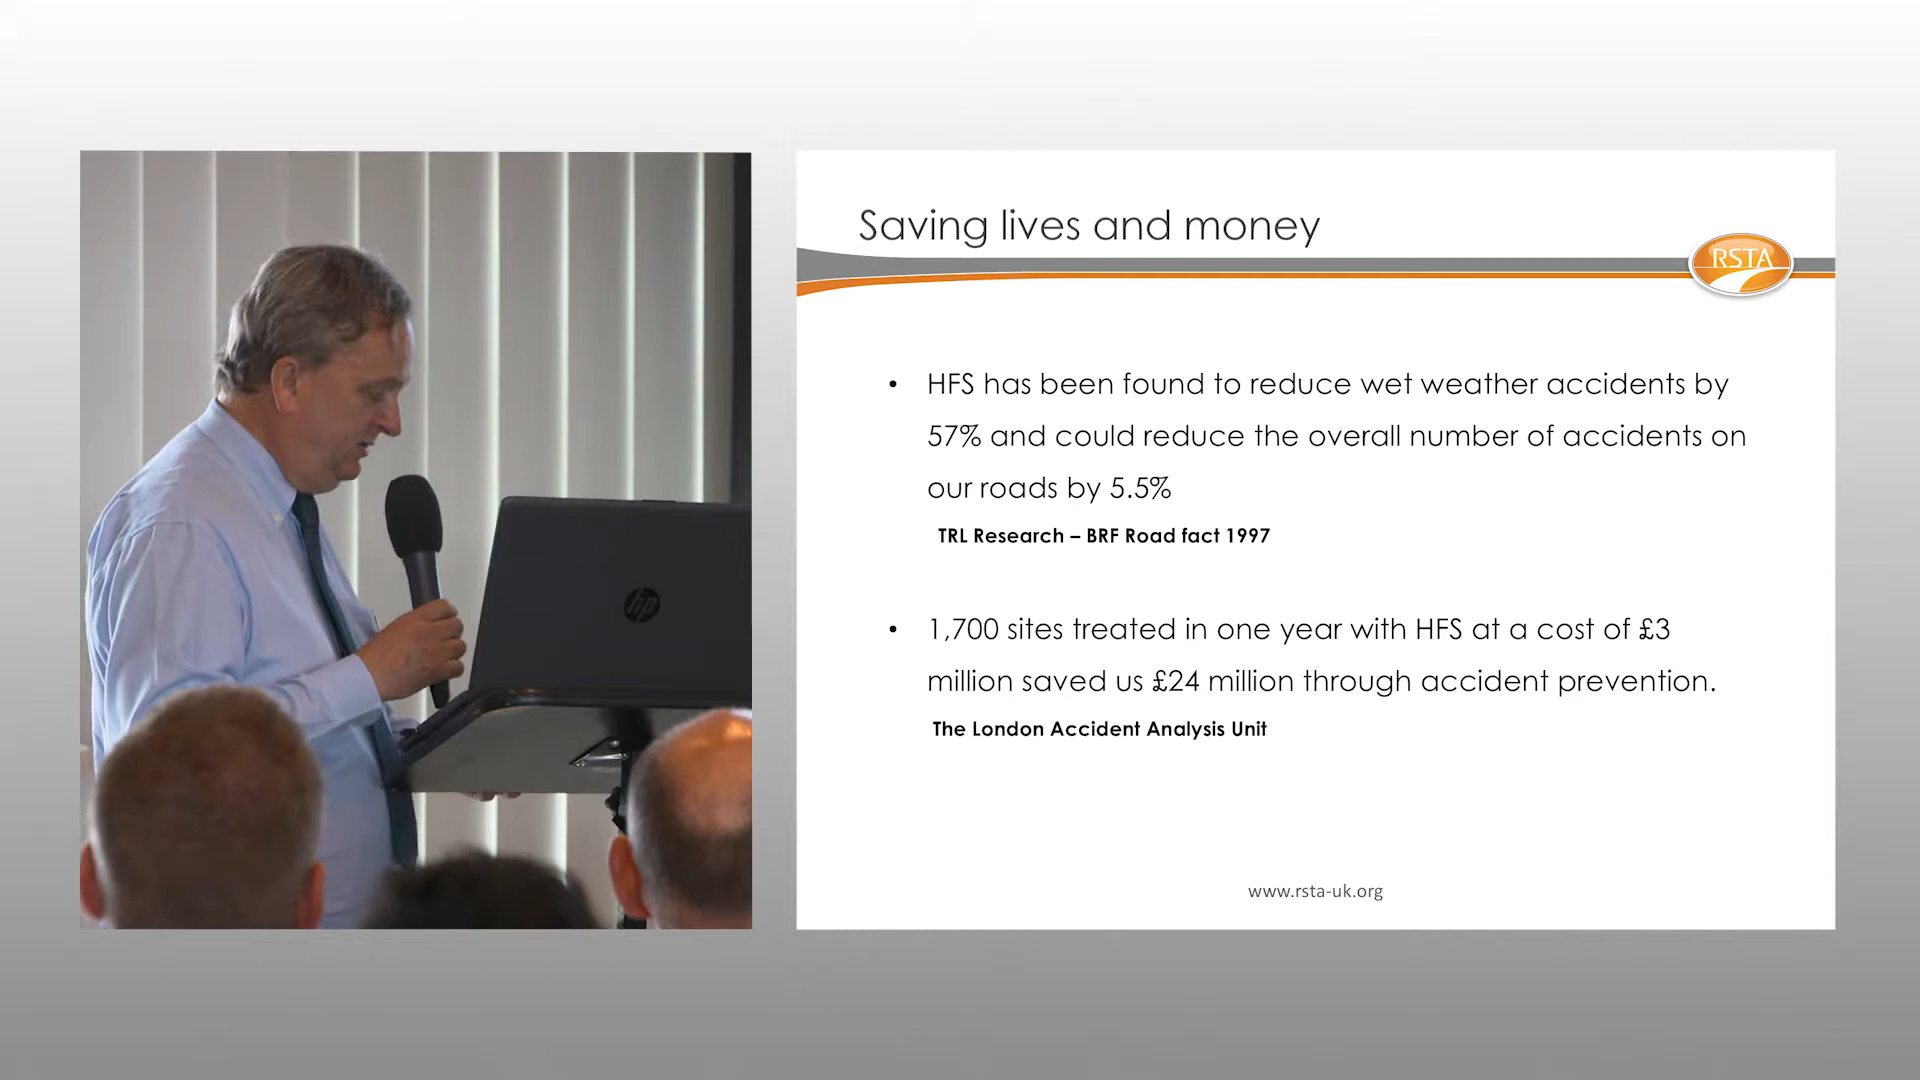 Saving lives and money
RSTA
• HFS has been found to reduce wet weather accidents by
57% and could reduce the overall number of accidents on
our roads by 5.5%
TRL Research – BRF Road fact 1997
• 1,700 sites treated in one year with HFS at a cost of £3
million saved us £24 million through accident prevention.
The London Accident Analysis Unit
www.rsta-uk.org
hp